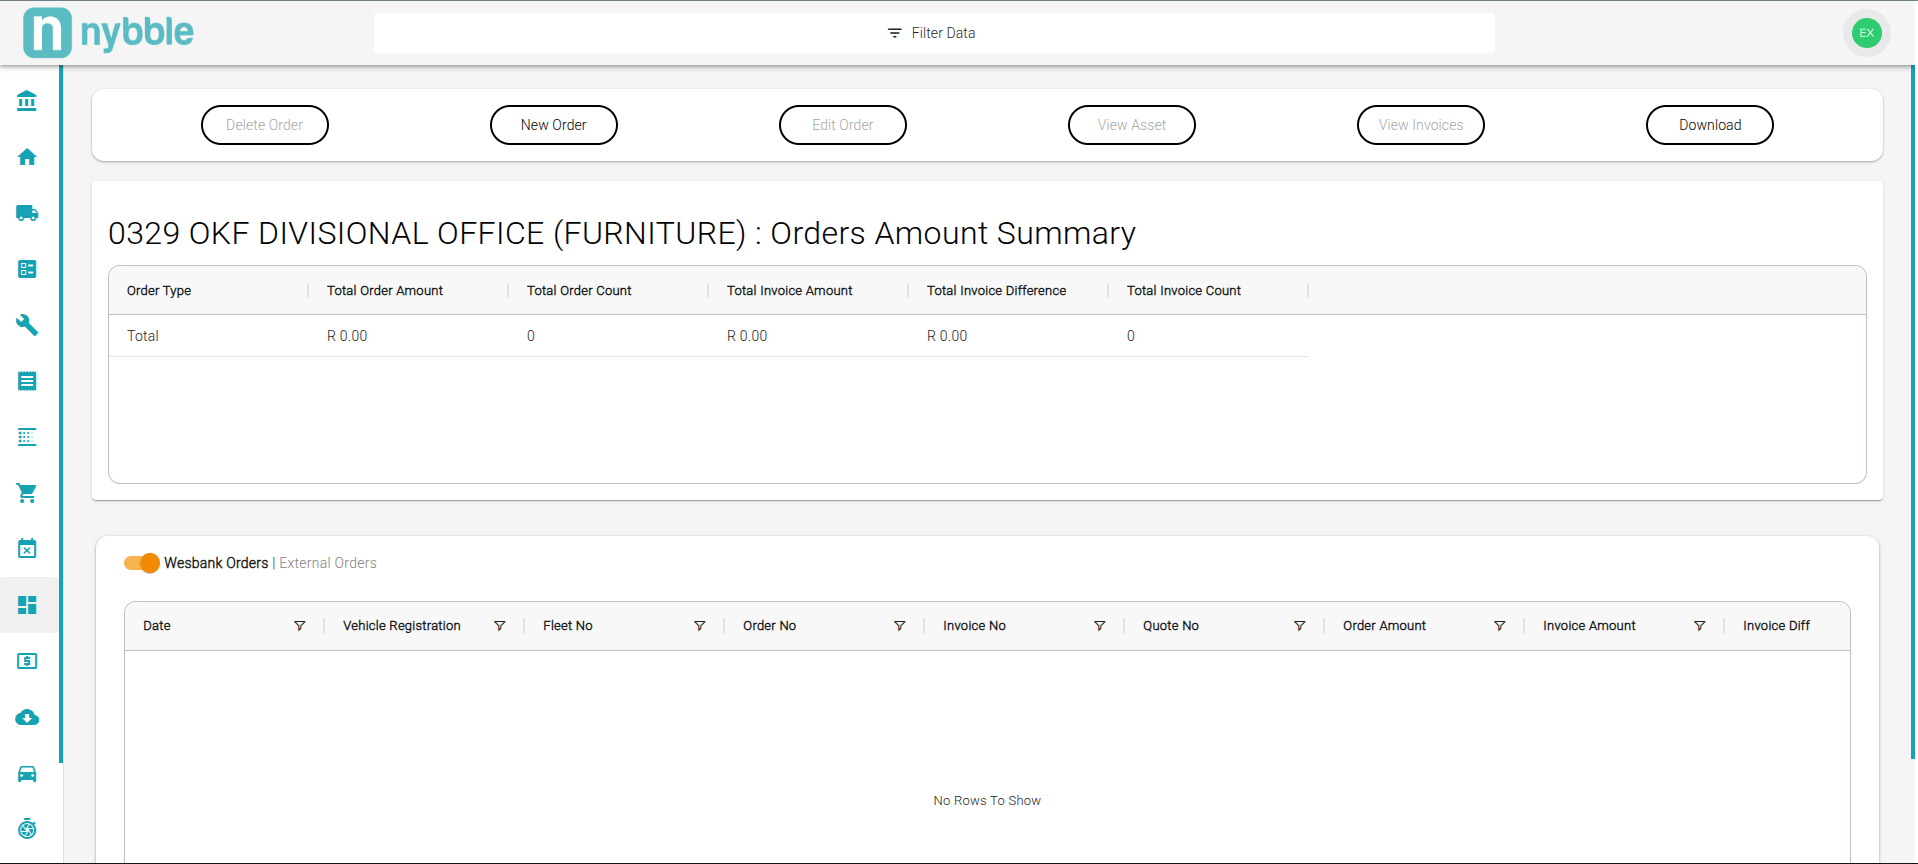 n nybble
Filter Data
EX
Delete Order
New Order
Edit Order
View Asset
View Invoices
Download
0329 OKF DIVISIONAL OFFICE (FURNITURE) : Orders Amount Summary
Order Type Total Order Amount Total Order Count Total Invoice Amount Total Invoice Difference Total Invoice Count
Total R 0.00 0 R 0.00 R 0.00 0
Wesbank Orders | External Orders
Date Vehicle Registration Fleet No Order No Invoice No Quote No Order Amount Invoice Amount Invoice Diff
No Rows To Show